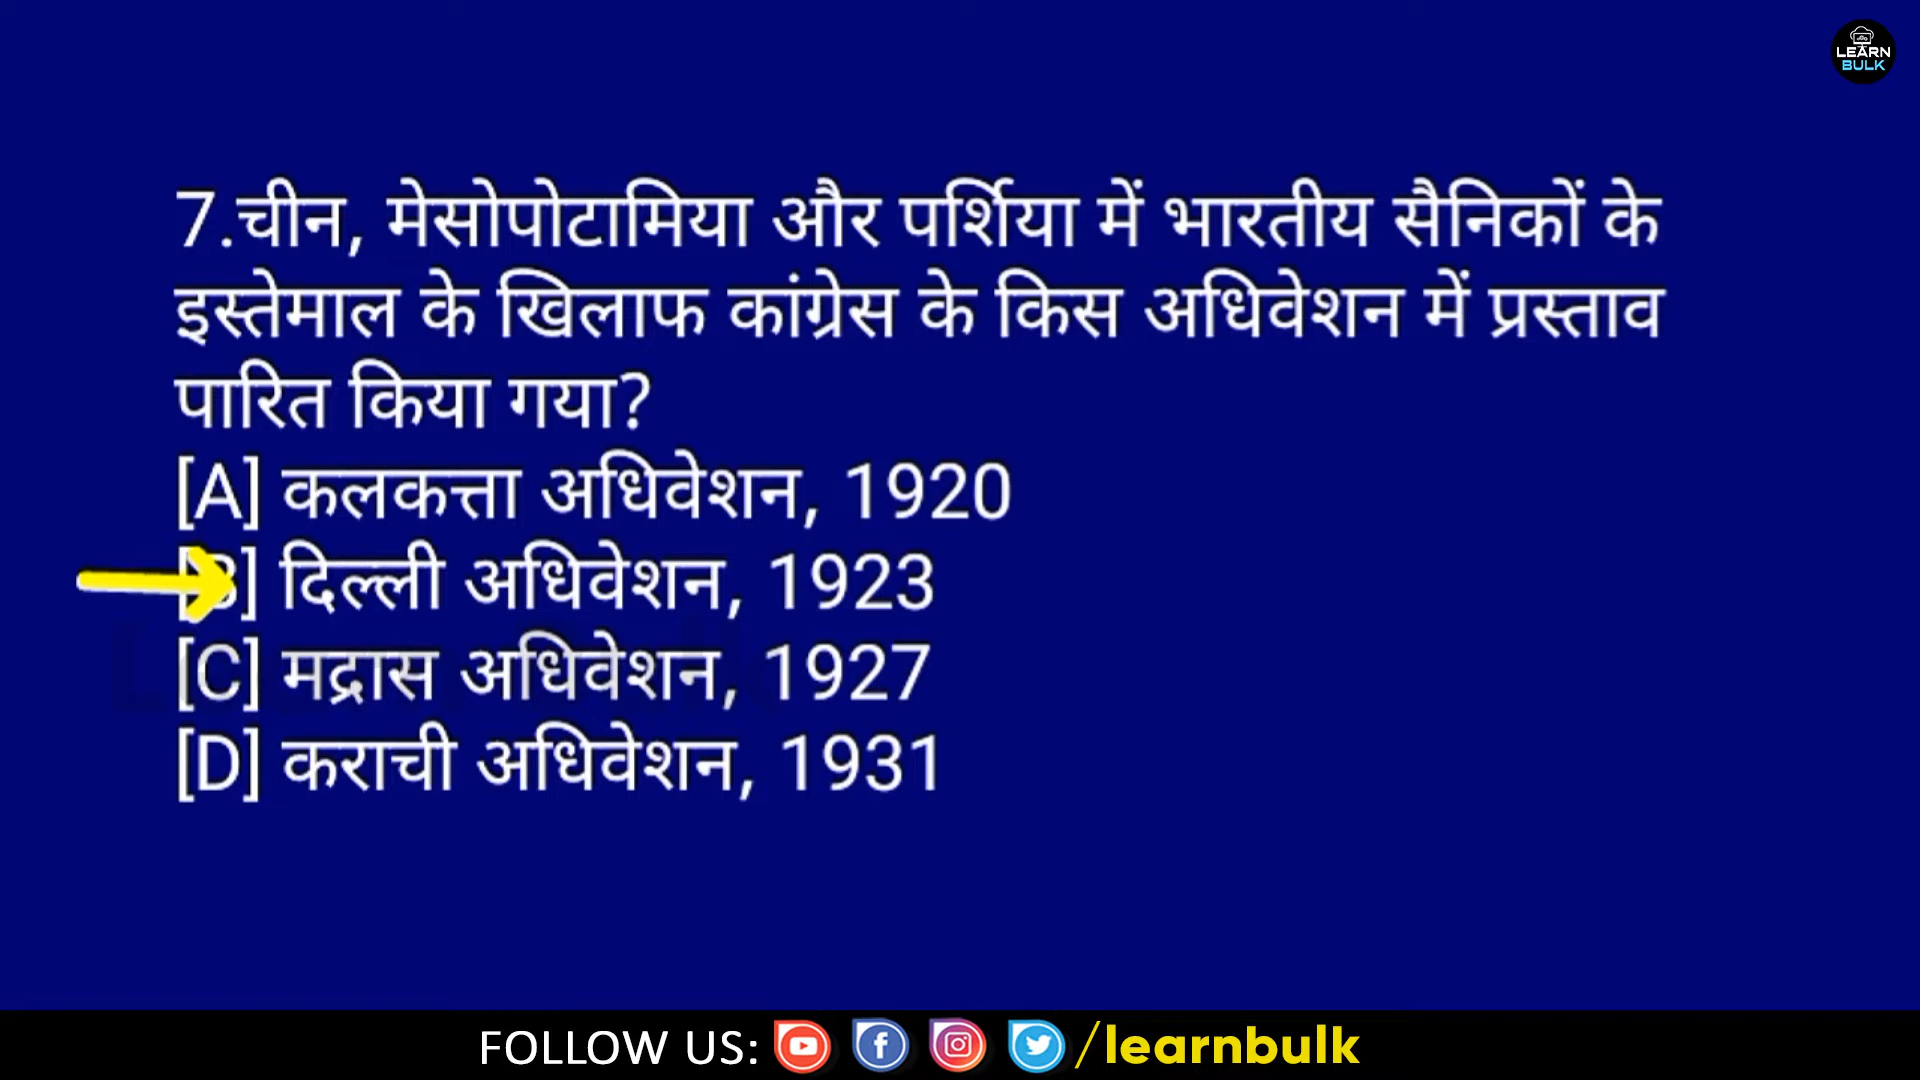 LEARN
BULK
7.चीन, मेसोपोटामिया और पर्शिया में भारतीय सैनिकों के
इस्तेमाल के खिलाफ कांग्रेस के किस अधिवेशन में प्रस्ताव
पारित किया गया?
[A] कलकत्ता अधिवेशन, 1920
[B] दिल्ली अधिवेशन, 1923
[C] मद्रास अधिवेशन, 1927
[D] कराची अधिवेशन, 1931
FOLLOW US: /learnbulk